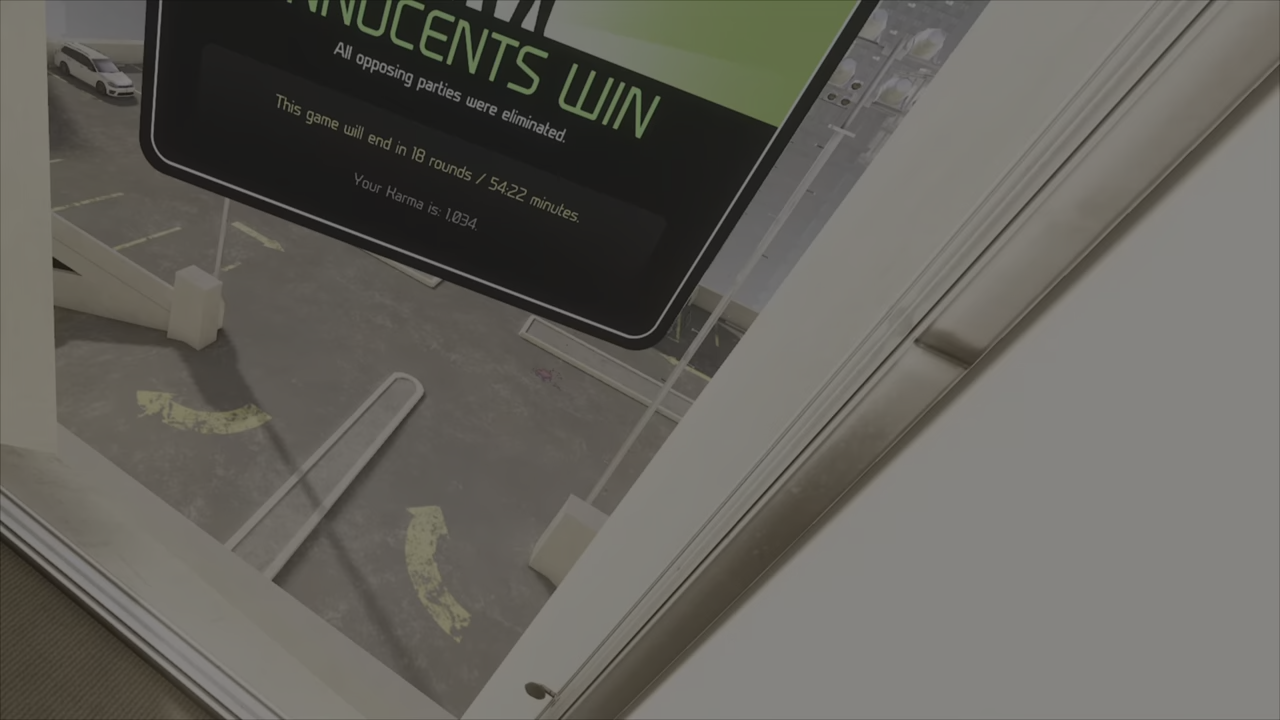 INNOCENTS WIN
All opposing parties were eliminated.
This game will end in 18 rounds / 54:22 minutes.
Your Karma is: 1,034.